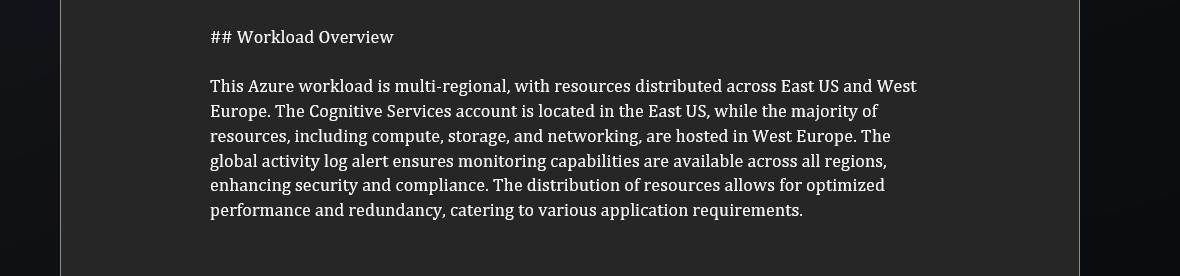 ## Workload Overview
This Azure workload is multi-regional, with resources distributed across East US and West
Europe. The Cognitive Services account is located in the East US, while the majority of
resources, including compute, storage, and networking, are hosted in West Europe. The
global activity log alert ensures monitoring capabilities are available across all regions,
enhancing security and compliance. The distribution of resources allows for optimized
performance and redundancy, catering to various application requirements.